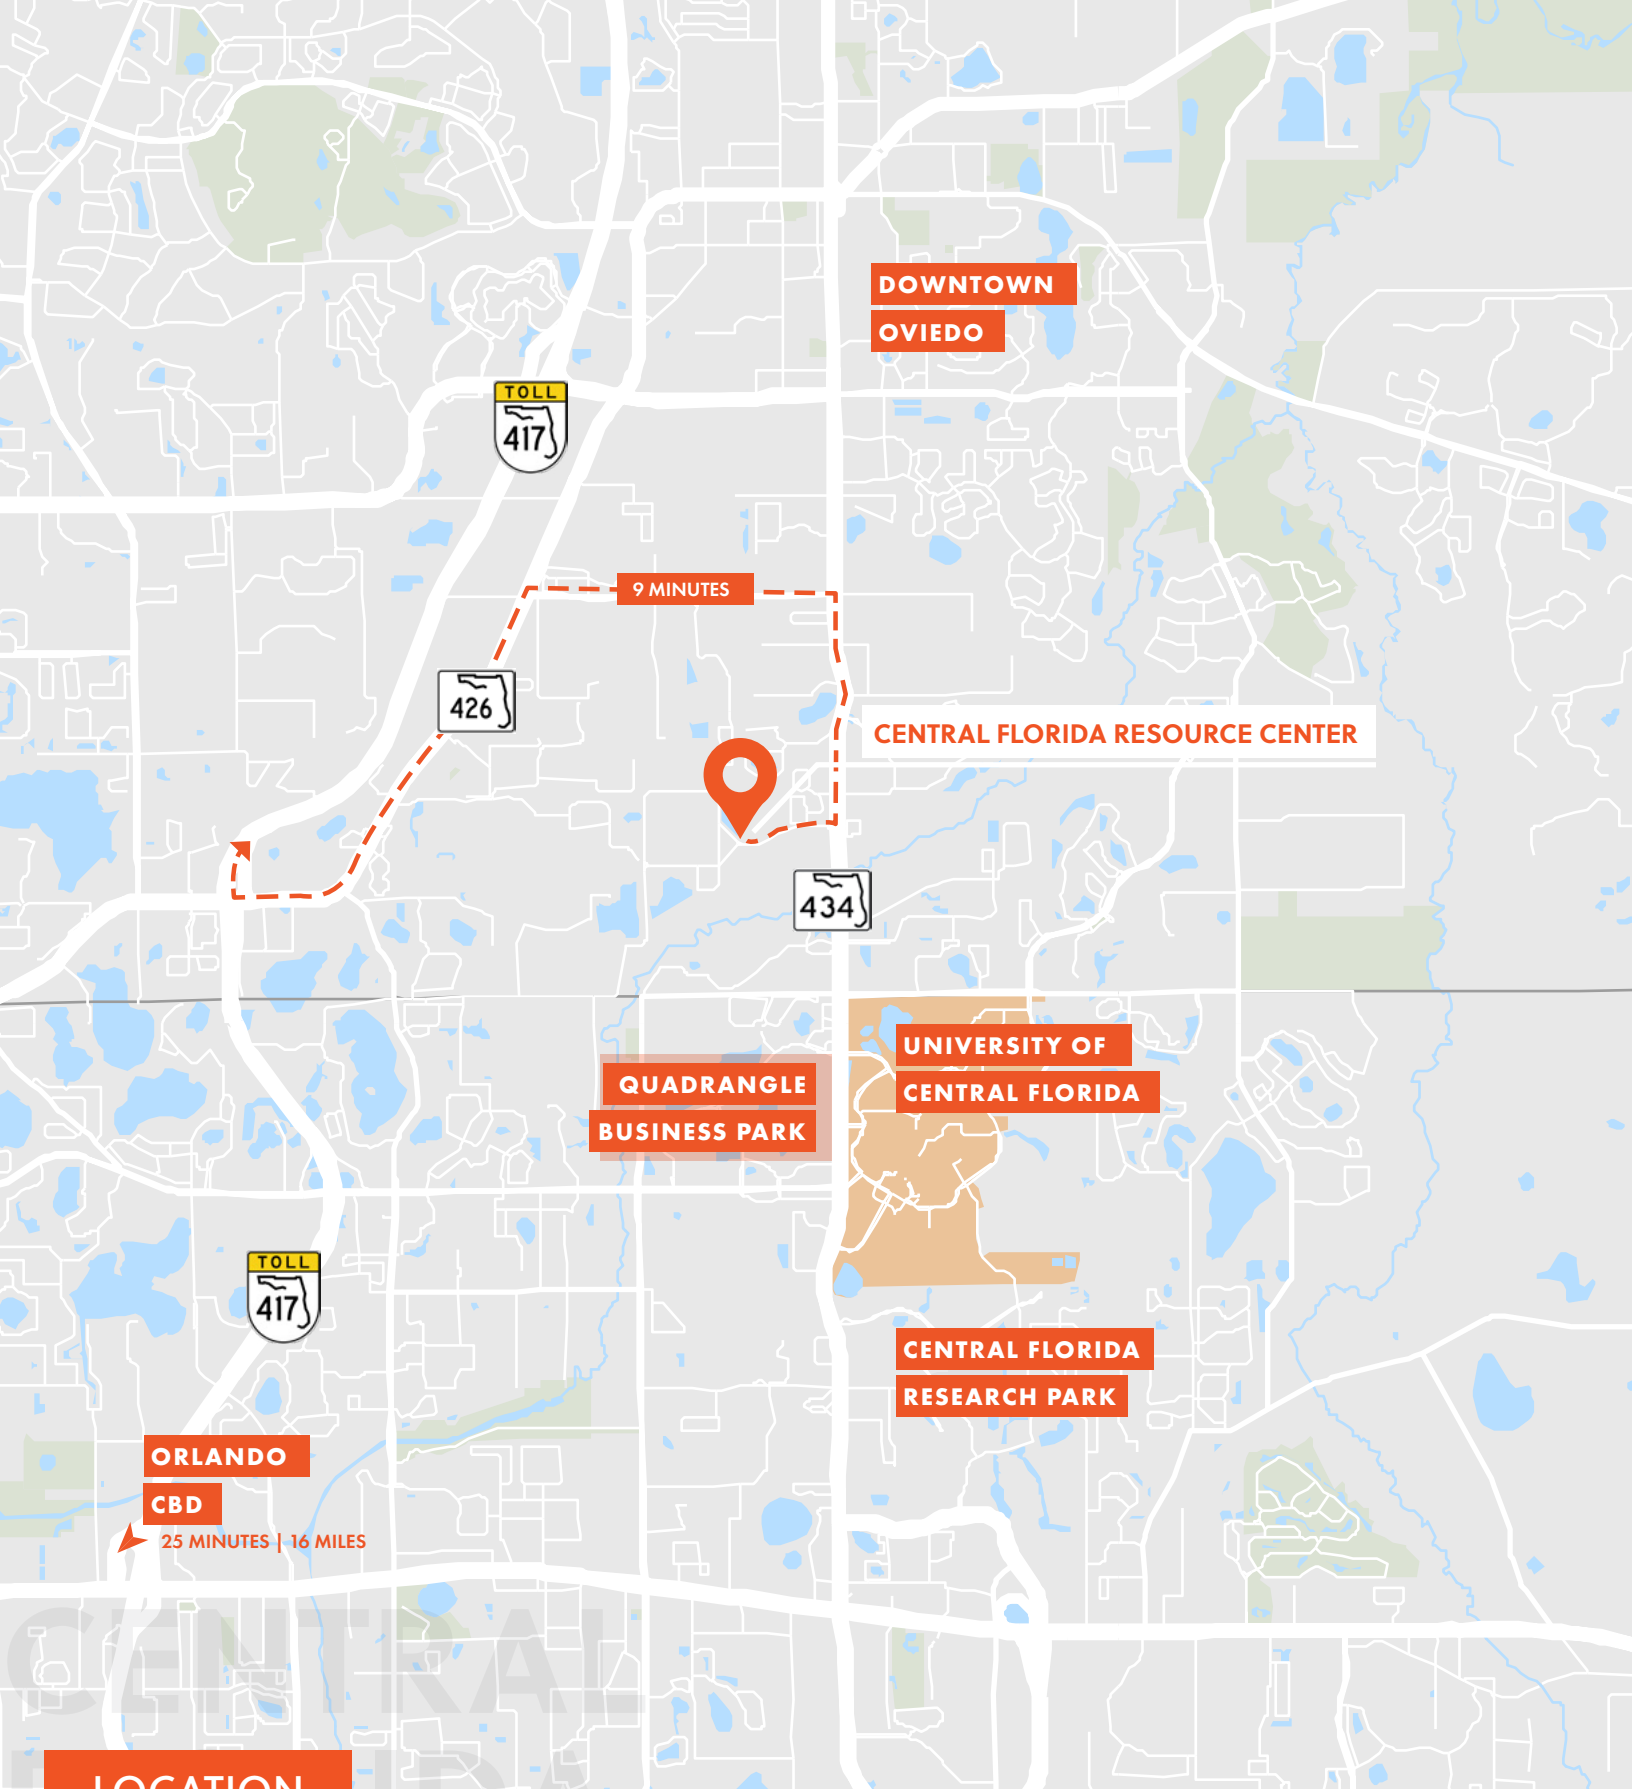 DOWNTOWN
OVIEDO
TOLL
417
9 MINUTES
426
CENTRAL FLORIDA RESOURCE CENTER
434
UNIVERSITY OF
CENTRAL FLORIDA
QUADRANGLE
BUSINESS PARK
TOLL
417
CENTRAL FLORIDA
RESEARCH PARK
ORLANDO
CBD
25 MINUTES | 16 MILES
CENTRAL
LOCATION